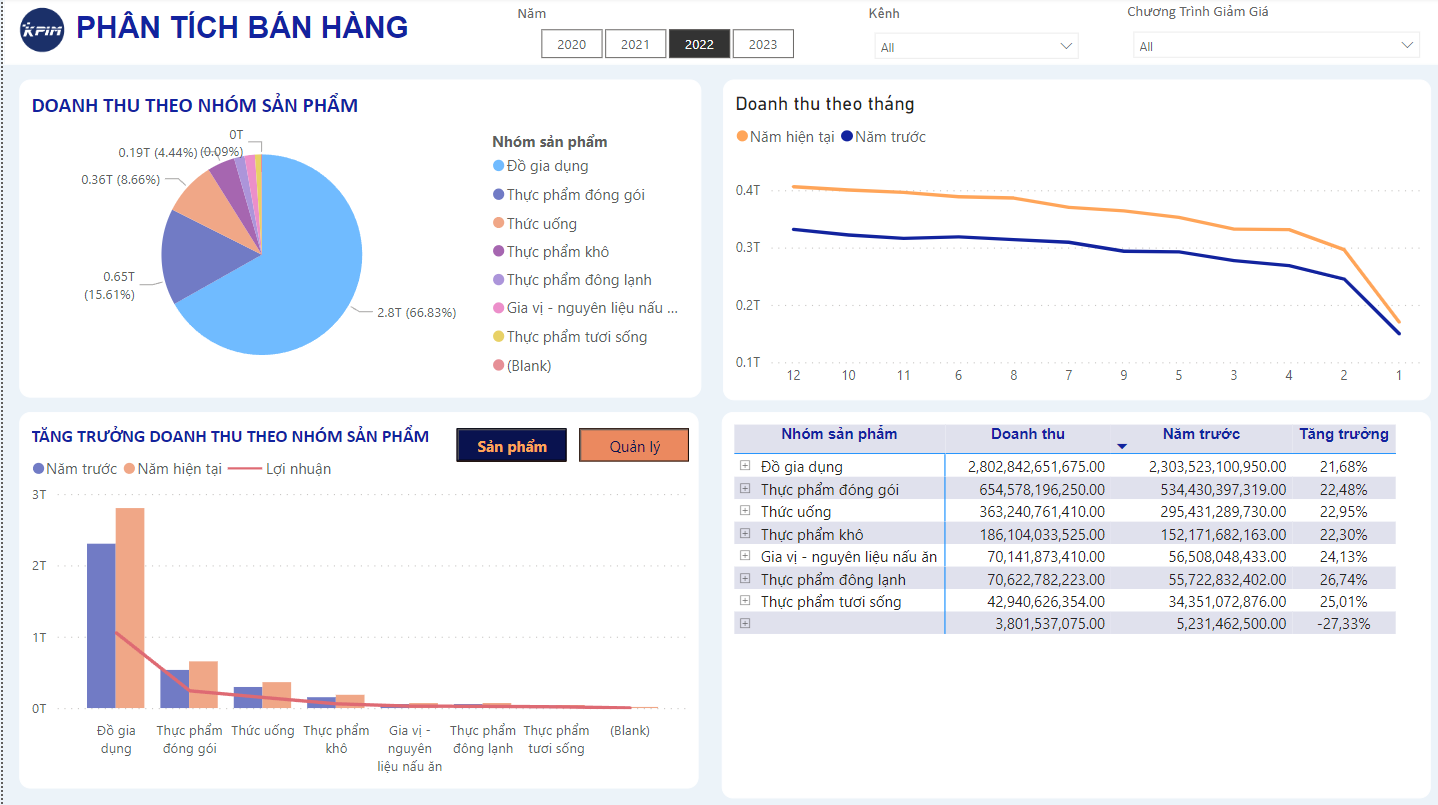 KPIM
PHÂN TÍCH BÁN HÀNG
Năm
2020 2021 2022 2023
Kênh
All
Chương Trình Giảm Giá
All
DOANH THU THEO NHÓM SẢN PHẨM
0T
0.19T (4.44%) (0.09%)
0.36T (8.66%)
0.65T
(15.61%)
2.8T (66.83%)
Nhóm sản phẩm
Đồ gia dụng
Thực phẩm đóng gói
Thức uống
Thực phẩm khô
Thực phẩm đông lạnh
Gia vị - nguyên liệu nấu ...
Thực phẩm tươi sống
(Blank)
Doanh thu theo tháng
Năm hiện tại Năm trước
0.4T
0.3T
0.2T
0.1T
12 10 11 6 8 7 9 5 3 4 2 1
TĂNG TRƯỞNG DOANH THU THEO NHÓM SẢN PHẨM
Sản phẩm Quản lý
Năm trước Năm hiện tại Lợi nhuận
3T
2T
1T
0T
Đồ gia
dụng
Thực phẩm
đóng gói
Thức uống
Thực phẩm
khô
Gia vị -
nguyên
liệu nấu ăn
Thực phẩm
đông lạnh
Thực phẩm
tươi sống
(Blank)
Nhóm sản phẩm Doanh thu Năm trước Tăng trưởng
Đồ gia dụng 2,802,842,651,675.00 2,303,523,100,950.00 21,68%
Thực phẩm đóng gói 654,578,196,250.00 534,430,397,319.00 22,48%
Thức uống 363,240,761,410.00 295,431,289,730.00 22,95%
Thực phẩm khô 186,104,033,525.00 152,171,682,163.00 22,30%
Gia vị - nguyên liệu nấu ăn 70,141,873,410.00 56,508,048,433.00 24,13%
Thực phẩm đông lạnh 70,622,782,223.00 55,722,832,402.00 26,74%
Thực phẩm tươi sống 42,940,626,354.00 34,351,072,876.00 25,01%
3,801,537,075.00 5,231,462,500.00 -27,33%